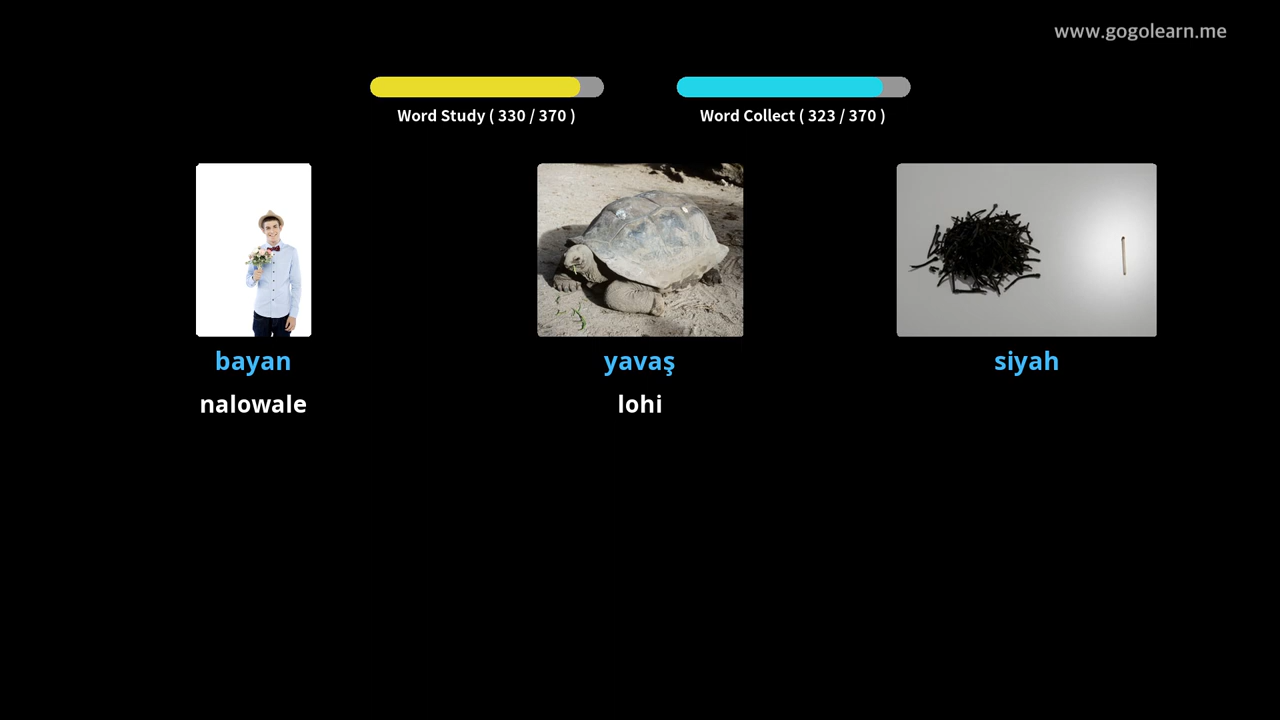 www.gogolearn.me
Word Study ( 330 / 370 )
Word Collect ( 323 / 370 )
bayan
nalowale
yavaş
lohi
siyah